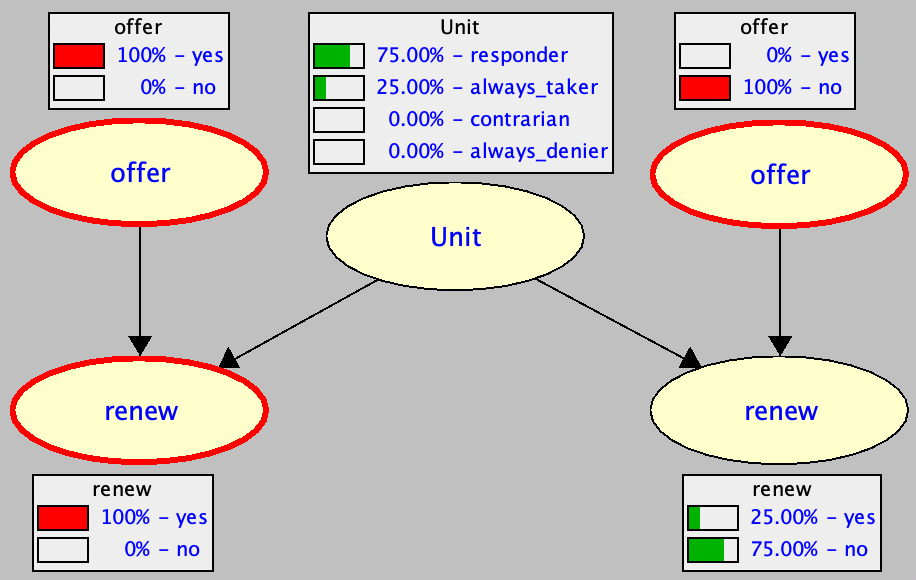 offer
100% - yes
0% - no
Unit
75.00% - responder
25.00% - always_taker
0.00% - contrarian
0.00% - always_denier
offer
0% - yes
100% - no
offer
Unit
offer
renew
renew
renew
100% - yes
0% - no
renew
25.00% - yes
75.00% - no